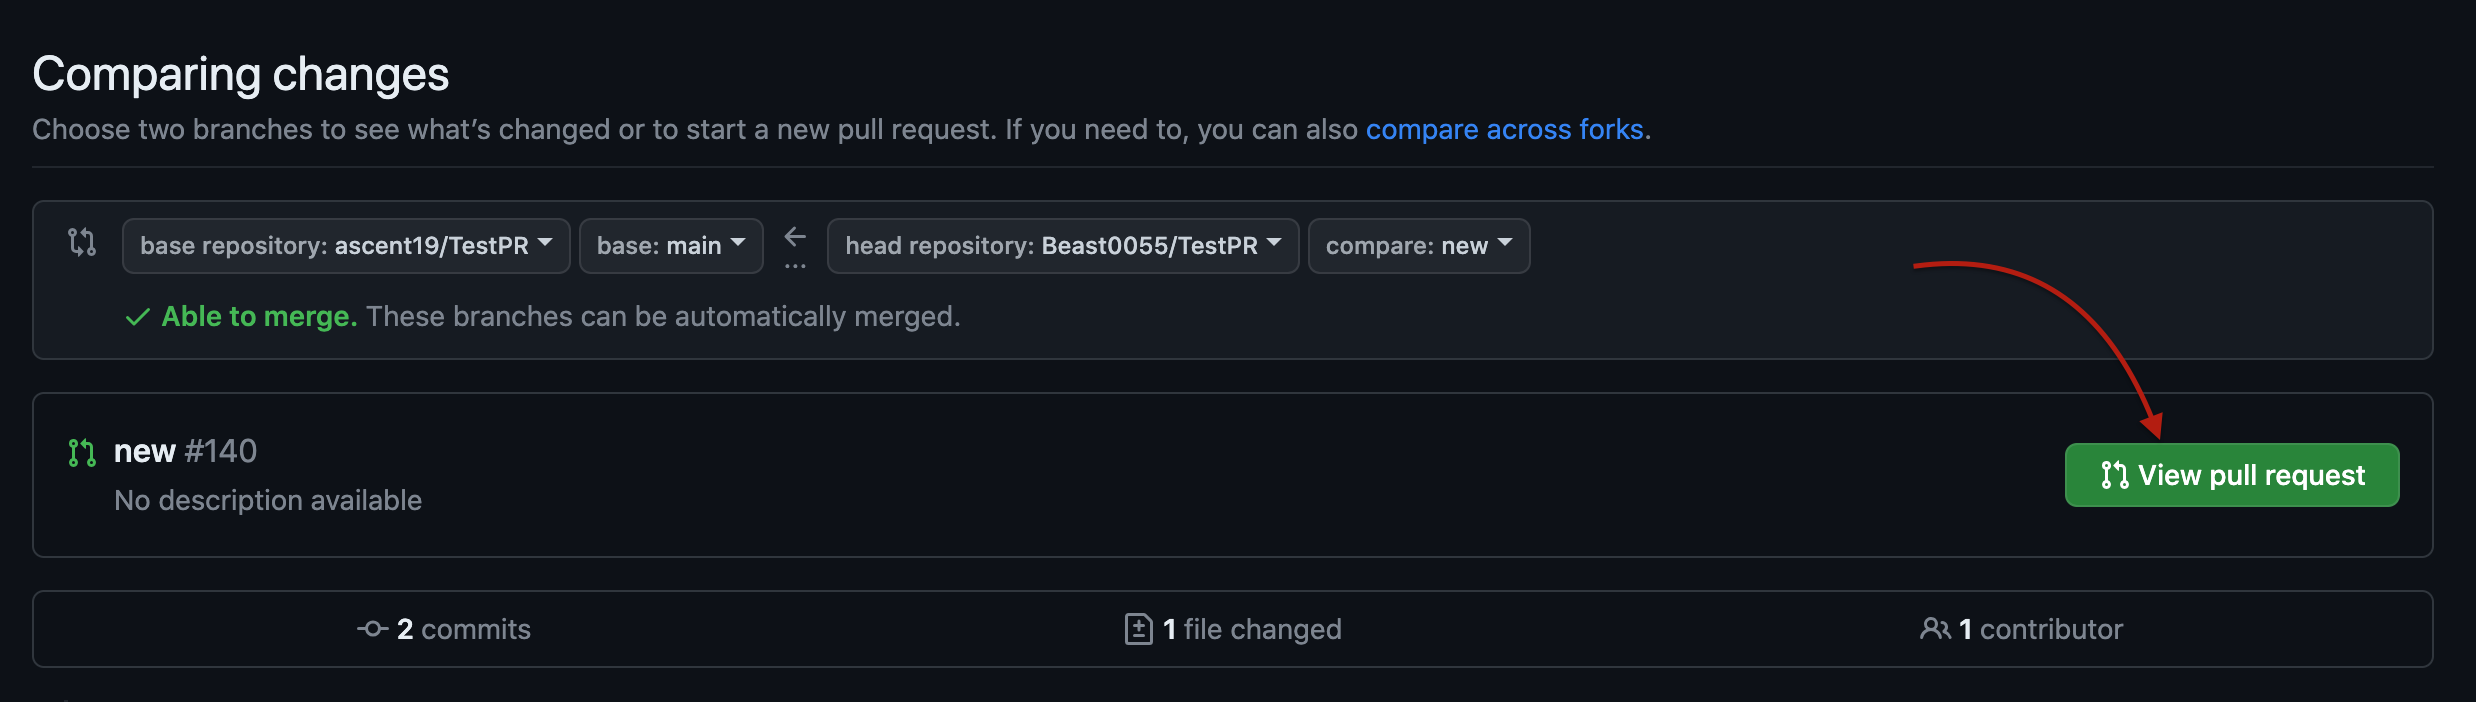 Comparing changes
Choose two branches to see what’s changed or to start a new pull request. If you need to, you can also compare across forks.
base repository: ascent19/TestPR base: main ... head repository: Beast0055/TestPR compare: new
Able to merge. These branches can be automatically merged.
new #140
No description available
View pull request
2 commits 1 file changed 1 contributor